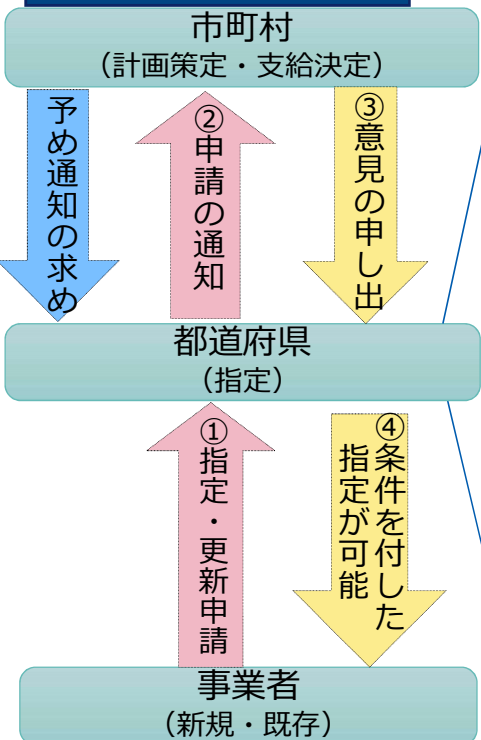 市町村
（計画策定・支給決定）
予め通知の求め
②申請の通知
③意見の申し出
都道府県
（指定）
①指定・更新申請
④条件を付した
指定が可能
事業者
（新規・既存）